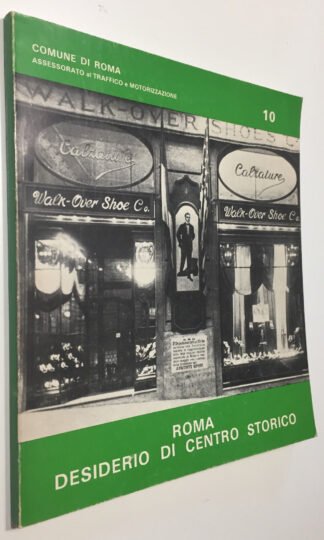 COMUNE DI ROMA
ASSESSORATO al TRAFFICO e MOTORIZZAZIONE
10
WALK-OVER SHOES C
Calzature
Walk-Over Shoe Co.
Walk-Over Shoe Co.
ROMA
DESIDERIO DI CENTRO STORICO